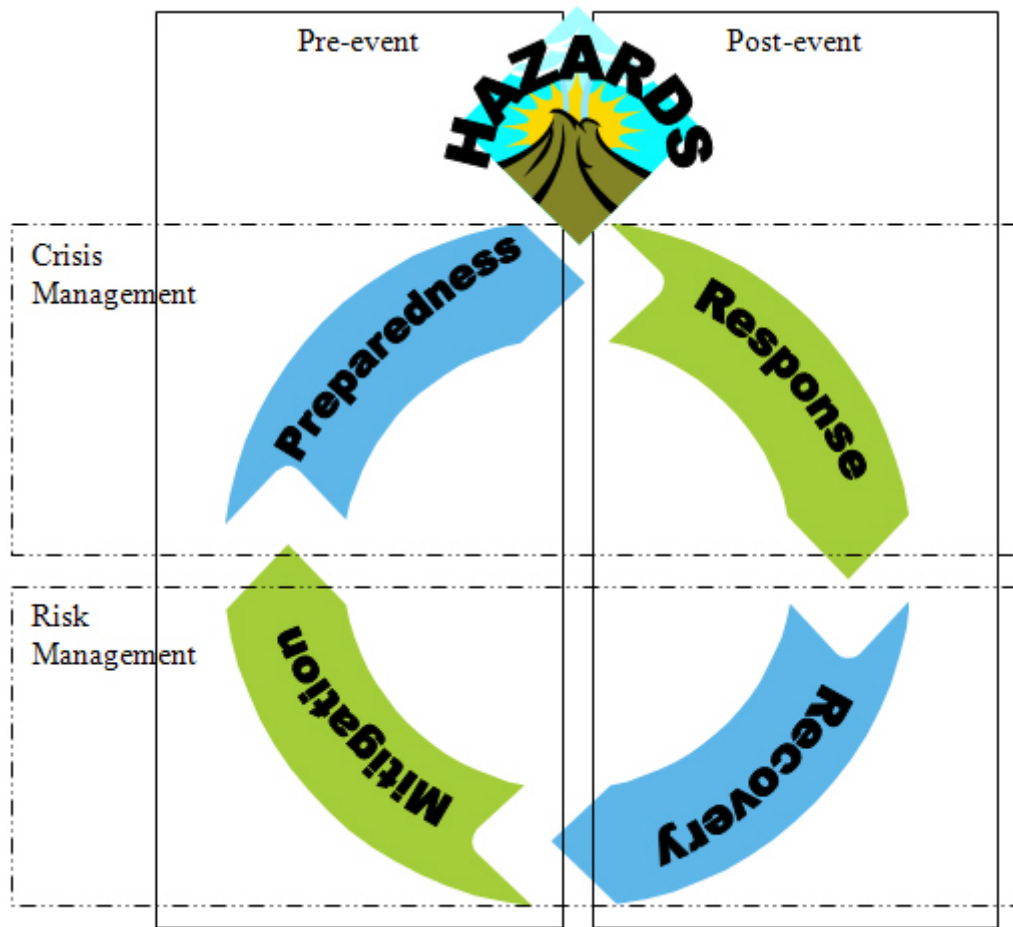 Pre-event
HAZARDS
Post-event
Crisis
Management
Preparedness
Response
Risk
Management
Mitigation
Recovery